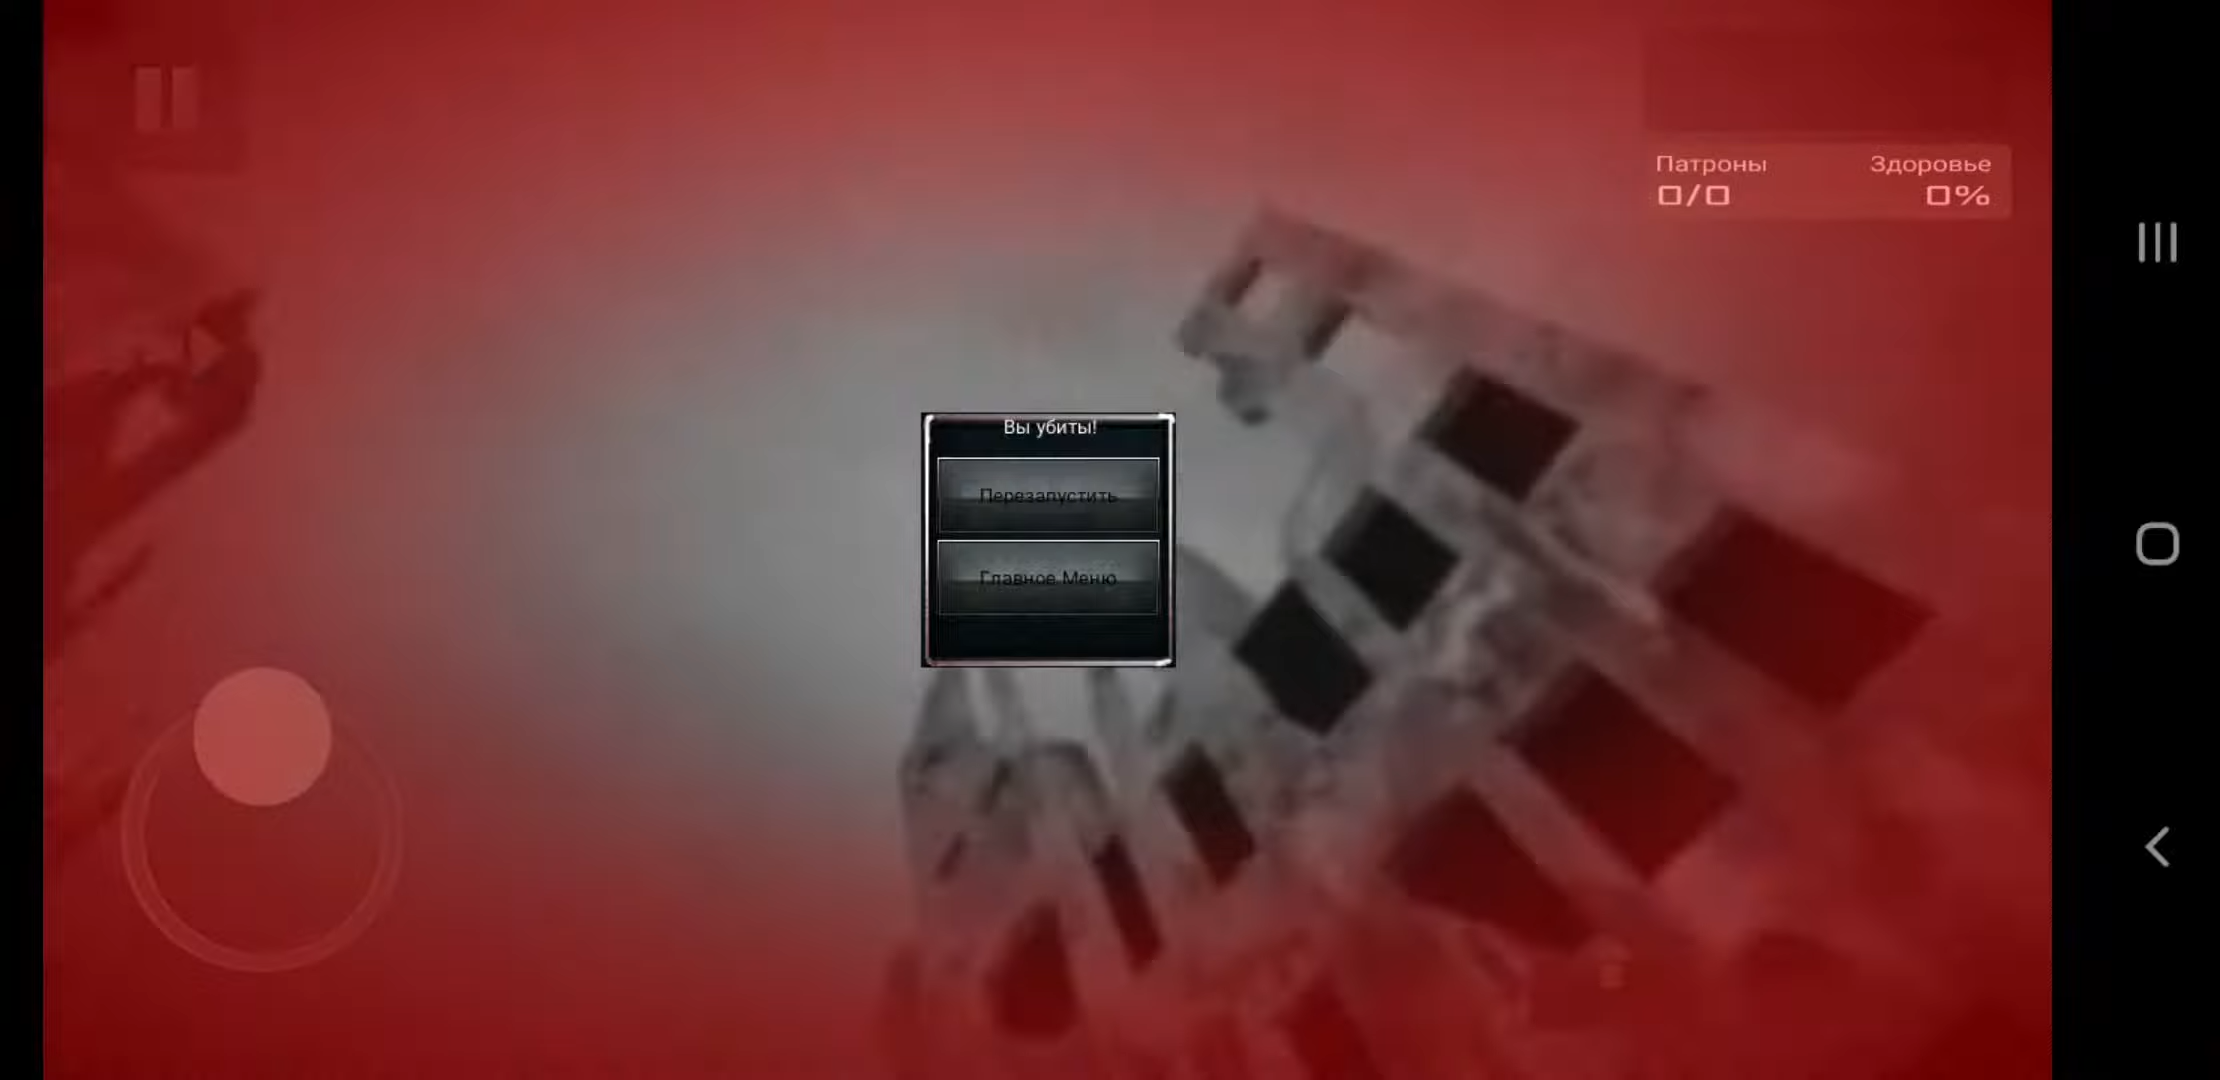 Патроны Здоровье
0/0 0%
Вы убиты!
Перезапустить
Главное Меню